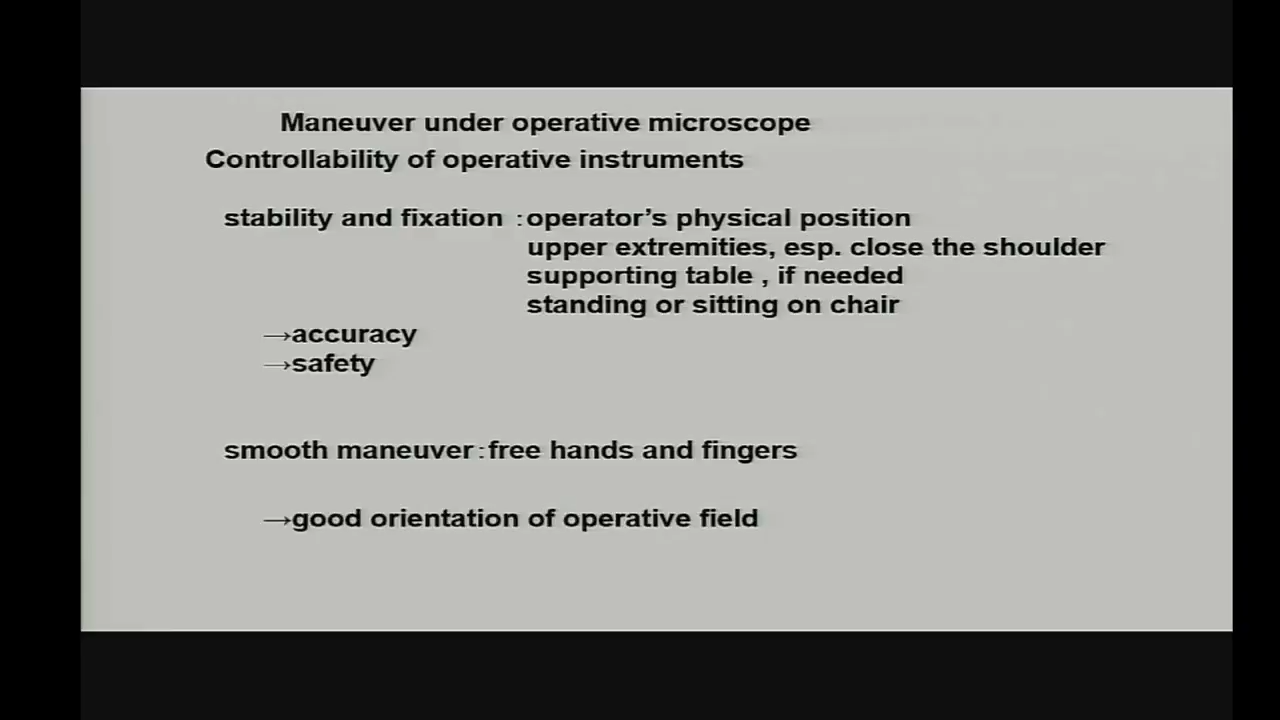 Maneuver under operative microscope
Controllability of operative instruments
stability and fixation :operator’s physical position
upper extremities, esp. close the shoulder
supporting table , if needed
standing or sitting on chair
→accuracy
→safety
smooth maneuver:free hands and fingers
→good orientation of operative field